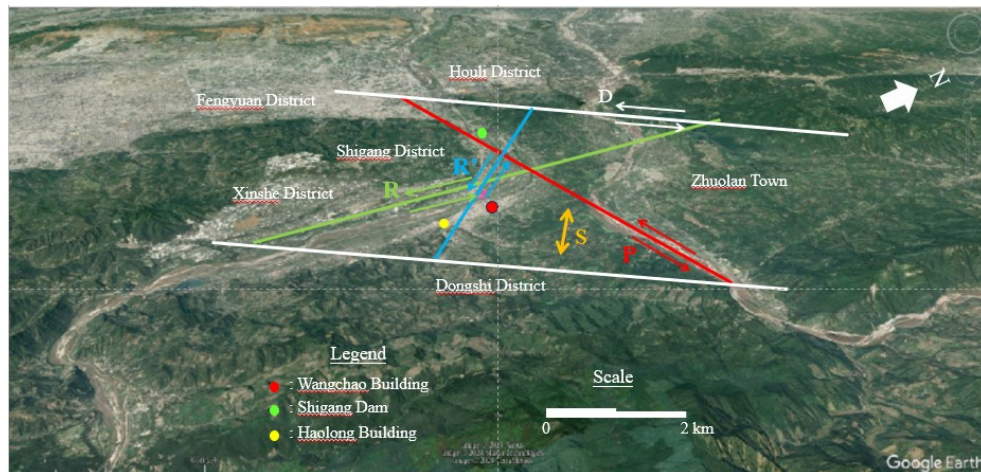 Houli District
N
Fengyuan District
D
Shigang District
R'
Zhuolan Town
Xinshe District
R
S
P
Dongshi District
Legend
: Wangchao Building
: Shigang Dam
: Haolong Building
Scale
2 km
Google Earth